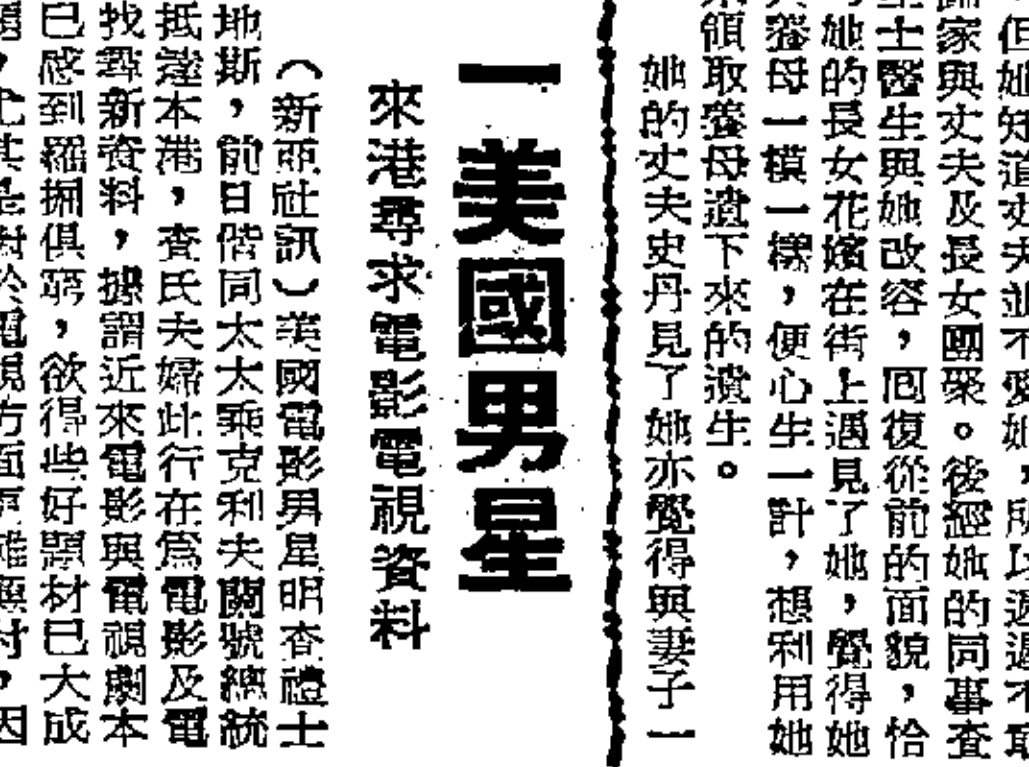 但她知道丈夫並不愛她，所以遲遲不
歸家與丈夫及長女團聚。後經她的同事查
士醫生與她改容，囘復從前的面貌，恰
她的長女花嬪在街上遇見了她，覺得她
養母一模一樣，便心生一計，想利用她
領取養母遺下來的遺生。
她的丈夫史丹見了她亦覺得與妻子一
一美國男星
來港尋求電影電視資料
（新亞社訊）美國電影男星明查禮士
地斯，前日偕同太太乘克利夫蘭號總統
抵達本港，查氏夫婦此行在爲電影及電
找尋新資料，據謂近來電影與電視劇本
已感到羅掘俱窮，欲得些好題材已大成
，尤其是對於電視方面更難應付，因